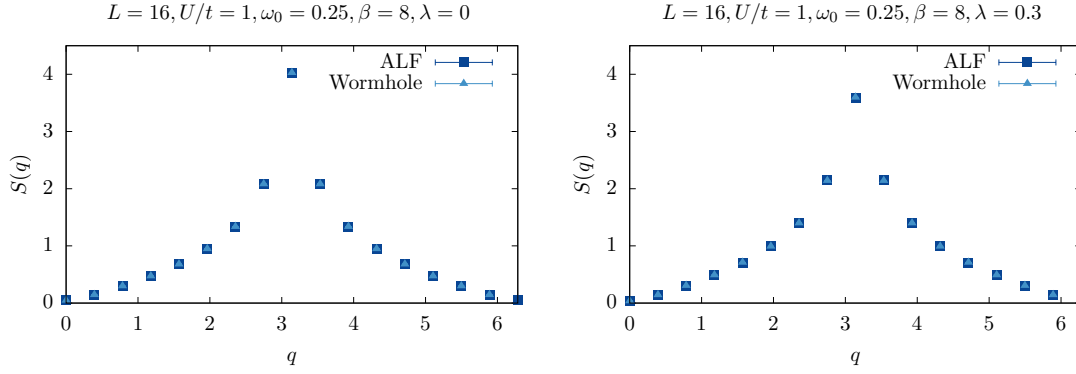 L = 16, U/t = 1, ω₀ = 0.25, β = 8, λ = 0
ALF
Wormhole
S(q)
4
3
2
1
0
0 1 2 3 4 5 6
q
L = 16, U/t = 1, ω₀ = 0.25, β = 8, λ = 0.3
ALF
Wormhole
S(q)
4
3
2
1
0
0 1 2 3 4 5 6
q